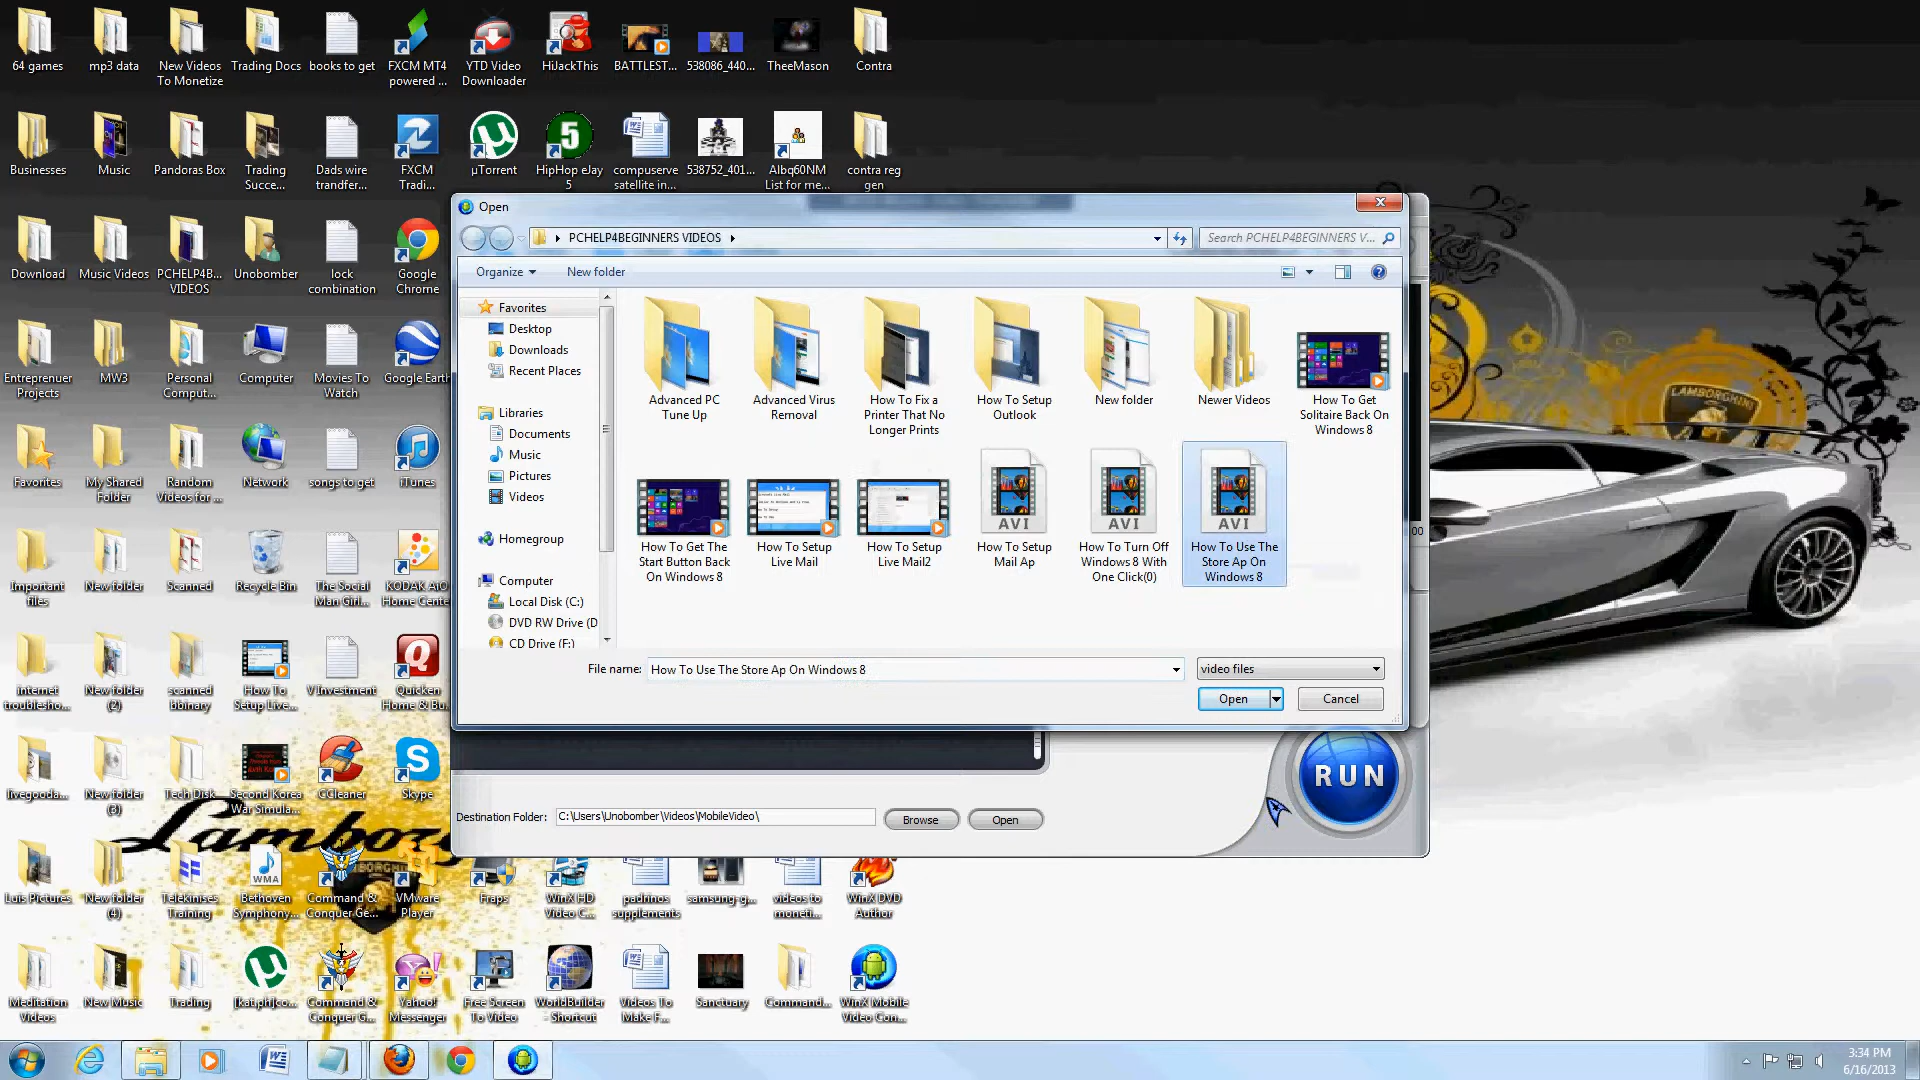 64 games
mp3 data
New Videos
To Monetize
Trading Docs
books to get
FXCM MT4
powered ...
YTD Video
Downloader
HiJackThis
BATTLEST...
538086_440...
TheeMason
Contra
Businesses
Music
Pandoras Box
Trading
Succe...
Dads wire
transfer...
FXCM
Tradi...
µTorrent
5
HipHop eJay
5
compuserve
satellite in...
538752_401...
Albq60NM
List for me...
contra reg
gen
Download
Music Videos
PCHELP4B...
VIDEOS
Unobomber
lock
combination
Google
Chrome
Entreprenuer
Projects
MW3
Personal
Comput...
Computer
Movies To
Watch
Google Earth
Favorites
My Shared
Folder
Random
Videos for ...
Network
songs to get
iTunes
Important
files
New folder
Scanned
Recycle Bin
The Social
Man Girl...
KODAK AiO
Home Cente
internet
troublesho...
New folder
(2)
scanned
bbinary
How To
Setup Live...
VInvestment
Quicken
Home & Bu...
livegooda...
New folder
(3)
Tech Disk
Second Korea
War Simula...
CCleaner
Skype
Luis Pictures
New folder
(4)
Telekinises
Training
WMA
Bethoven
Symphony...
Command &
Conquer Ge...
VMware
Player
Fraps
WinX HD
Video C...
padrinos
supplements
samsung-g...
videos to
moneti...
WinX DVD
Author
Meditation
Videos
New Music
Trading
[kat.ph]co...
Command &
Conquer G...
Yahoo!
Messenger
Free Screen
To Video
WorldBuilder
- Shortcut
Videos To
Make F...
Sanctuary
Command...
WinX Mobile
Video Con...
Open
PCHELP4BEGINNERS VIDEOS
Search PCHELP4BEGINNERS V...
Organize
New folder
Favorites
Desktop
Downloads
Recent Places
Libraries
Documents
Music
Pictures
Videos
Homegroup
Computer
Local Disk (C:)
DVD RW Drive (D
CD Drive (F:)
Advanced PC
Tune Up
Advanced Virus
Removal
How To Fix a
Printer That No
Longer Prints
How To Setup
Outlook
New folder
Newer Videos
How To Get
Solitaire Back On
Windows 8
How To Get The
Start Button Back
On Windows 8
How To Setup
Live Mail
How To Setup
Live Mail2
AVI
How To Setup
Mail Ap
AVI
How To Turn Off
Windows 8 With
One Click(0)
AVI
How To Use The
Store Ap On
Windows 8
File name: How To Use The Store Ap On Windows 8
video files
Open
Cancel
00
Destination Folder: C:\Users\Unobomber\Videos\MobileVideo\
Browse
Open
RUN
LAMBORGHINI
3:34 PM
6/16/2013